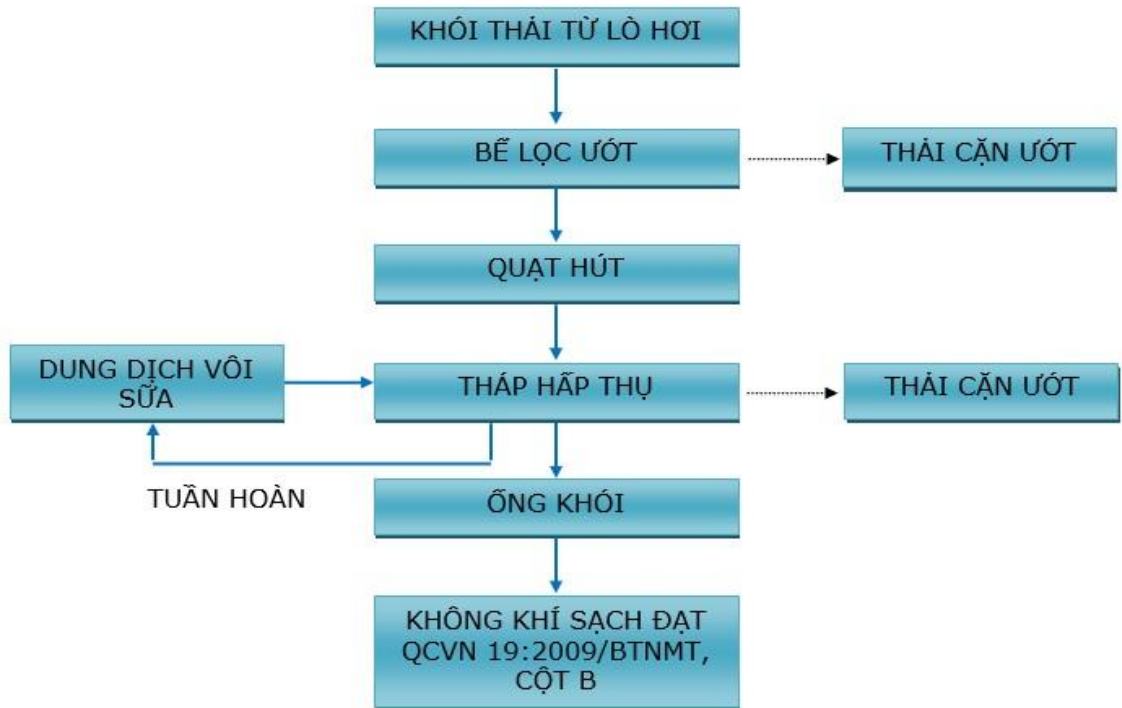 KHÓI THẢI TỪ LÒ HƠI
BỂ LỌC ƯỚT
THẢI CẶN ƯỚT
QUẠT HÚT
DUNG DỊCH VÔI
SỮA
THÁP HẤP THỤ
THẢI CẶN ƯỚT
TUẦN HOÀN
ỐNG KHÓI
KHÔNG KHÍ SẠCH ĐẠT
QCVN 19:2009/BTNMT,
CỘT B